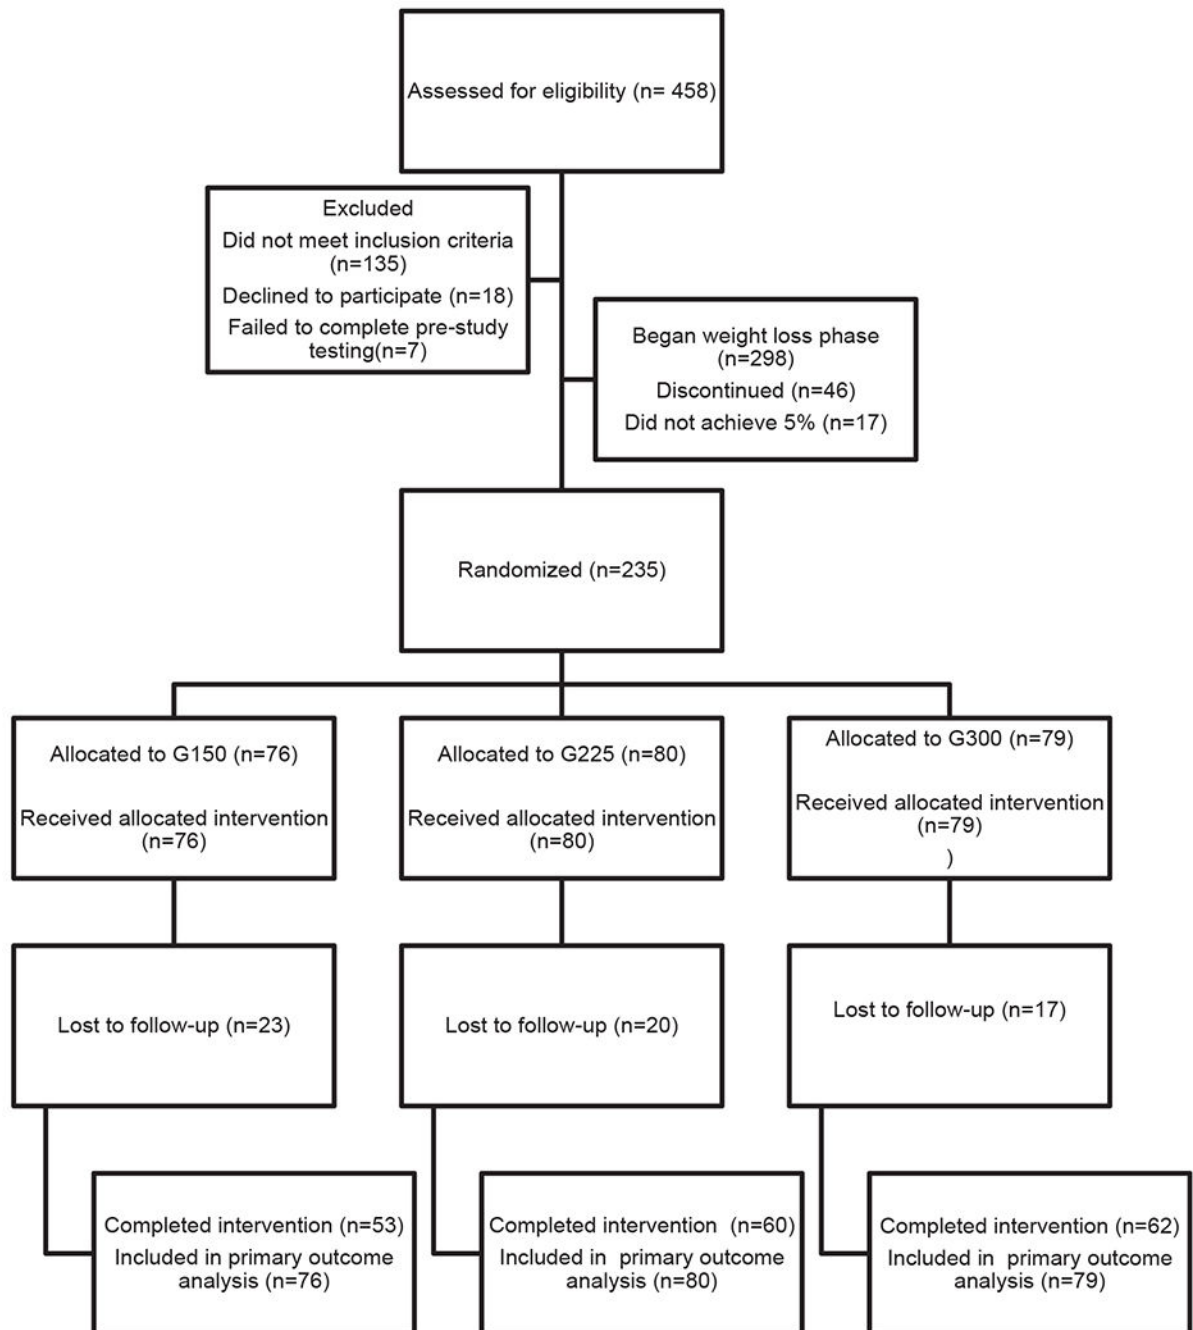 Assessed for eligibility (n= 458)
Excluded
Did not meet inclusion criteria
(n=135)
Declined to participate (n=18)
Failed to complete pre-study
testing(n=7)
Began weight loss phase
(n=298)
Discontinued (n=46)
Did not achieve 5% (n=17)
Randomized (n=235)
Allocated to G150 (n=76)
Received allocated intervention
(n=76)
Allocated to G225 (n=80)
Received allocated intervention
(n=80)
Allocated to G300 (n=79)
Received allocated intervention
(n=79)
)
Lost to follow-up (n=23)
Lost to follow-up (n=20)
Lost to follow-up (n=17)
Completed intervention (n=53)
Included in primary outcome
analysis (n=76)
Completed intervention  (n=60)
Included in  primary outcome
analysis (n=80)
Completed intervention (n=62)
Included in  primary outcome
analysis (n=79)